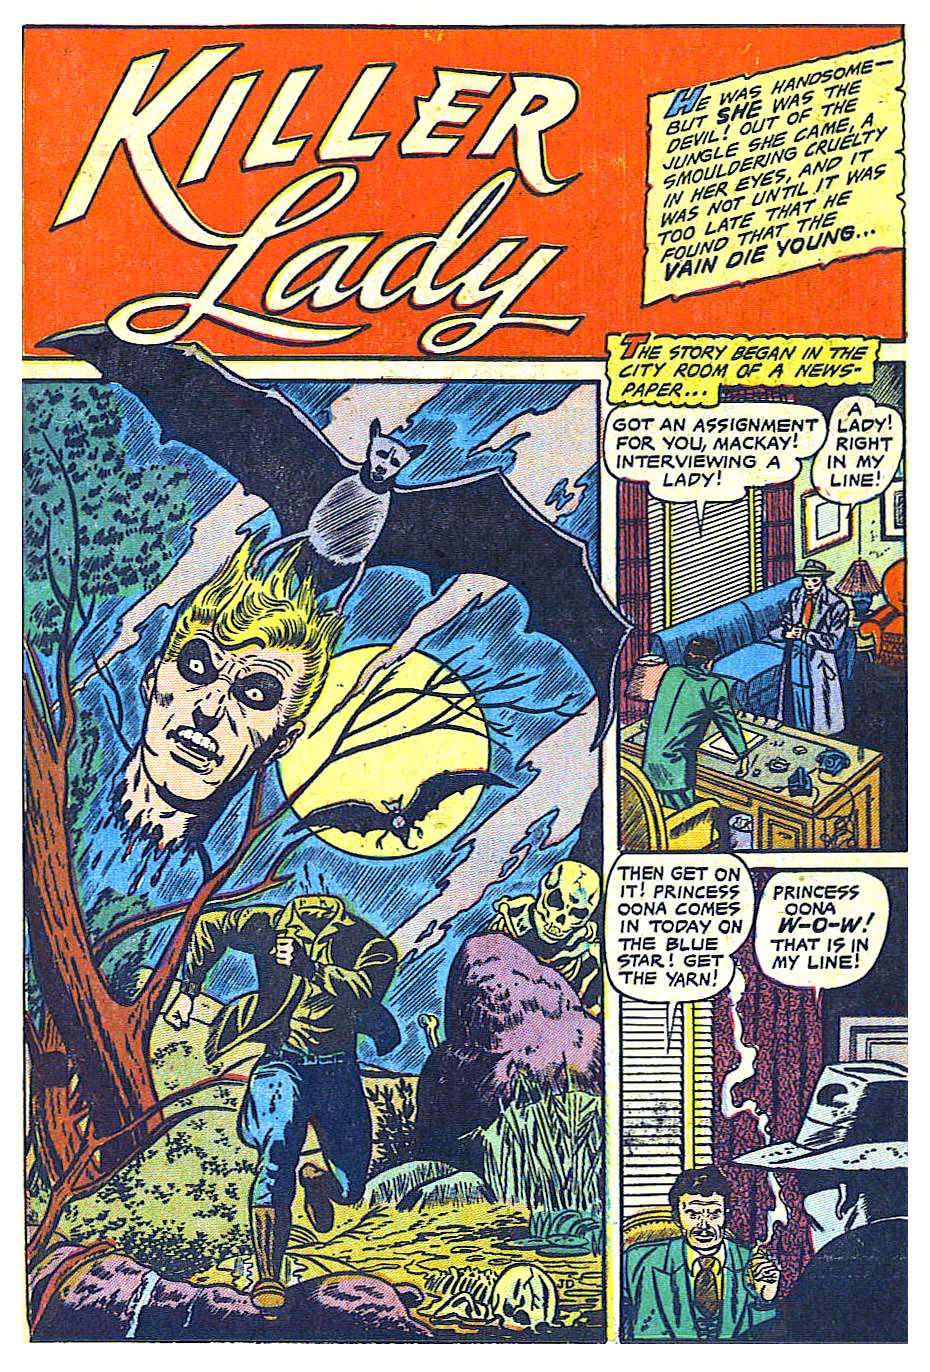 KILLER
Lady
HE WAS HANDSOME—
BUT SHE WAS THE
DEVIL! OUT OF THE
JUNGLE SHE CAME, A
SMOULDERING CRUELTY
IN HER EYES, AND IT
WAS NOT UNTIL IT WAS
TOO LATE THAT HE
FOUND THAT THE
VAIN DIE YOUNG...
THE STORY BEGAN IN THE
CITY ROOM OF A NEWS-
PAPER...
GOT AN ASSIGNMENT
FOR YOU, MACKAY!
INTERVIEWING A
LADY!
A
LADY!
RIGHT
IN MY
LINE!
THEN GET ON
IT! PRINCESS
OONA COMES
IN TODAY ON
THE BLUE
STAR! GET
THE YARN!
PRINCESS
OONA
W-O-W!
THAT IS IN
MY LINE!
JD